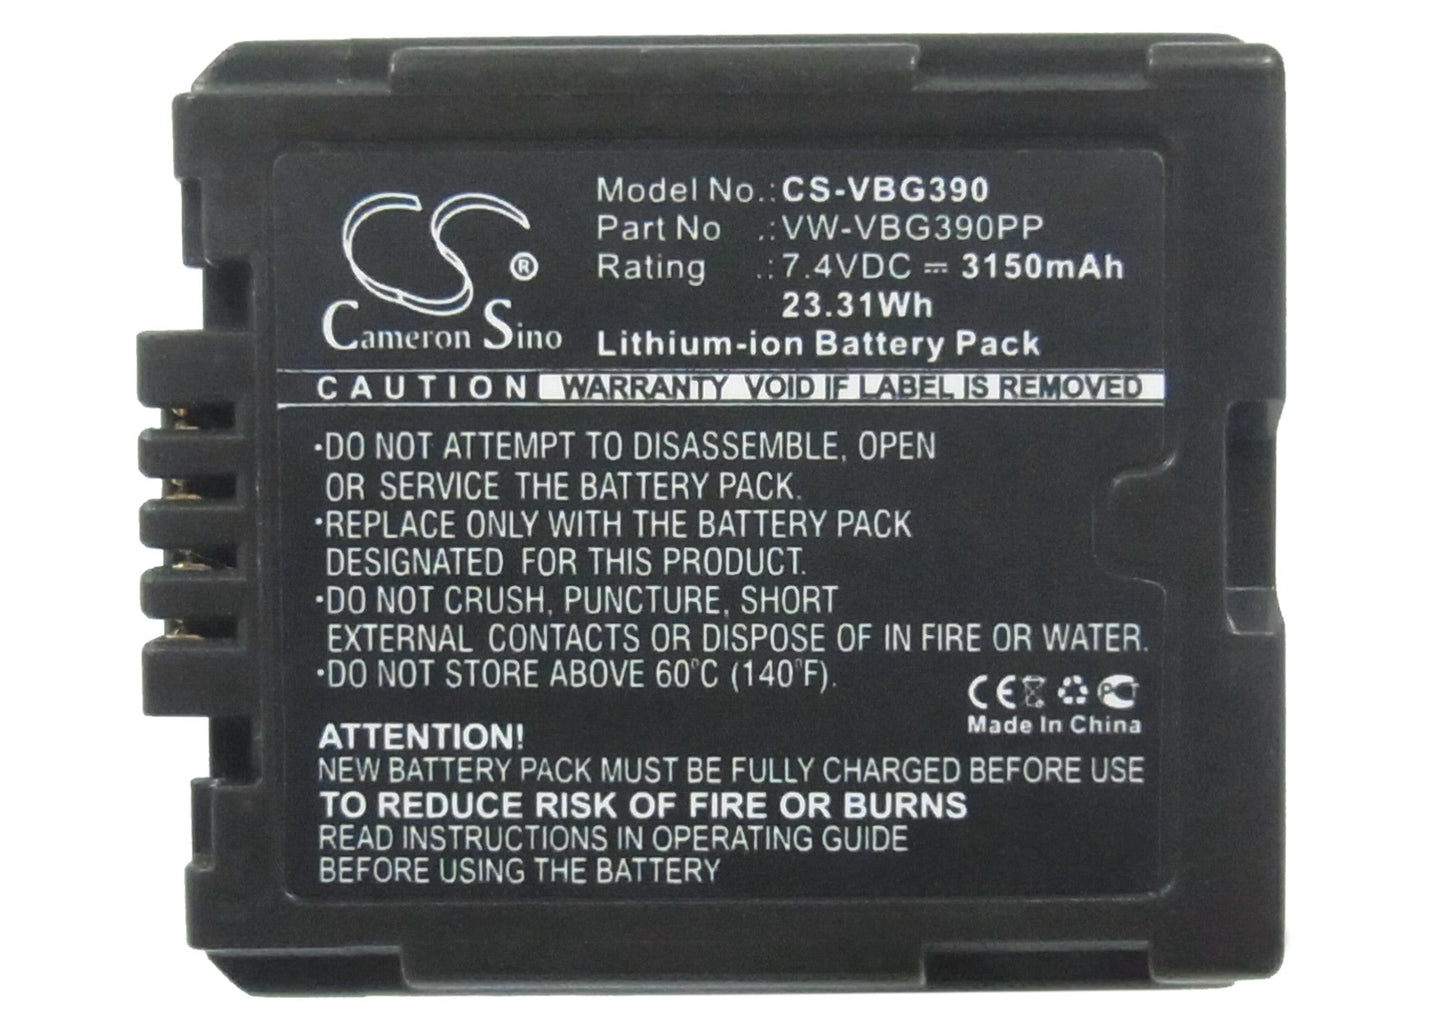 Cameron Sino ®
Model No.: CS-VBG390
Part No .: VW-VBG390PP
Rating .: 7.4VDC ⎓ 3150mAh
23.31Wh
Lithium-ion Battery Pack
CAUTION WARRANTY VOID IF LABEL IS REMOVED
·DO NOT ATTEMPT TO DISASSEMBLE, OPEN
OR SERVICE THE BATTERY PACK.
·REPLACE ONLY WITH THE BATTERY PACK
DESIGNATED FOR THIS PRODUCT.
·DO NOT CRUSH, PUNCTURE, SHORT
EXTERNAL CONTACTS OR DISPOSE OF IN FIRE OR WATER.
·DO NOT STORE ABOVE 60°C (140°F).
CE PCT
Made In China
ATTENTION!
NEW BATTERY PACK MUST BE FULLY CHARGED BEFORE USE
TO REDUCE RISK OF FIRE OR BURNS
READ INSTRUCTIONS IN OPERATING GUIDE
BEFORE USING THE BATTERY